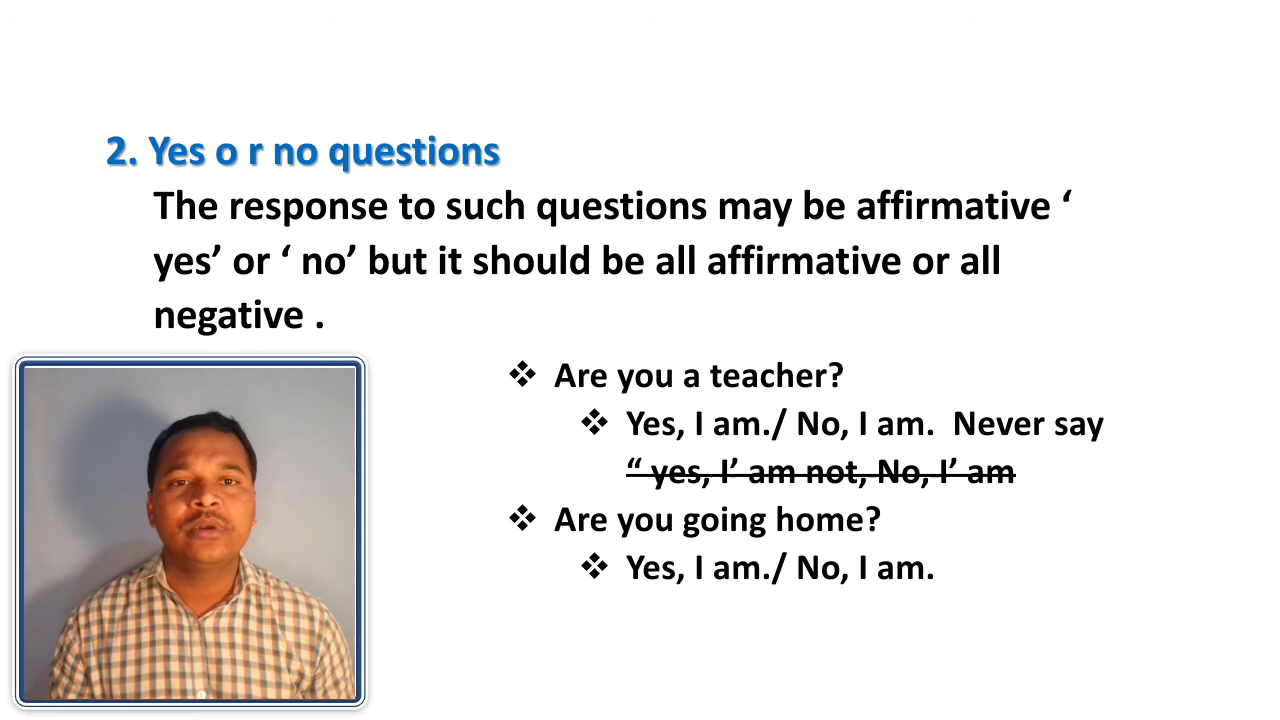 2. Yes o r no questions
The response to such questions may be affirmative ‘
yes’ or ‘ no’ but it should be all affirmative or all
negative .
❖ Are you a teacher?
❖ Yes, I am./ No, I am.  Never say
“ yes, I’ am not, No, I’ am
❖ Are you going home?
❖ Yes, I am./ No, I am.